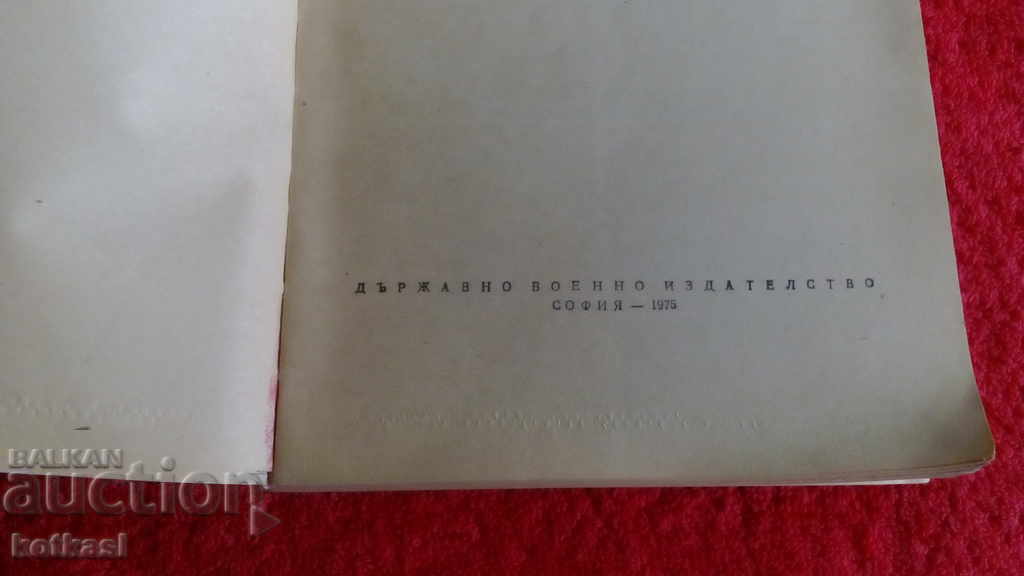 ДЪРЖАВНО ВОЕННО ИЗДАТЕЛСТВО
СОФИЯ — 1975
BALKAN
auction
kotkasl